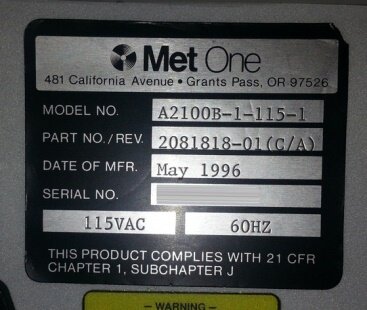 Met One
481 California Avenue • Grants Pass, OR 97526
MODEL NO. A2100B-1-115-1
PART NO./REV. 2081818-01(C/A)
DATE OF MFR. May 1996
SERIAL NO.
115VAC 60HZ
THIS PRODUCT COMPLIES WITH 21 CFR
CHAPTER 1, SUBCHAPTER J
– WARNING –